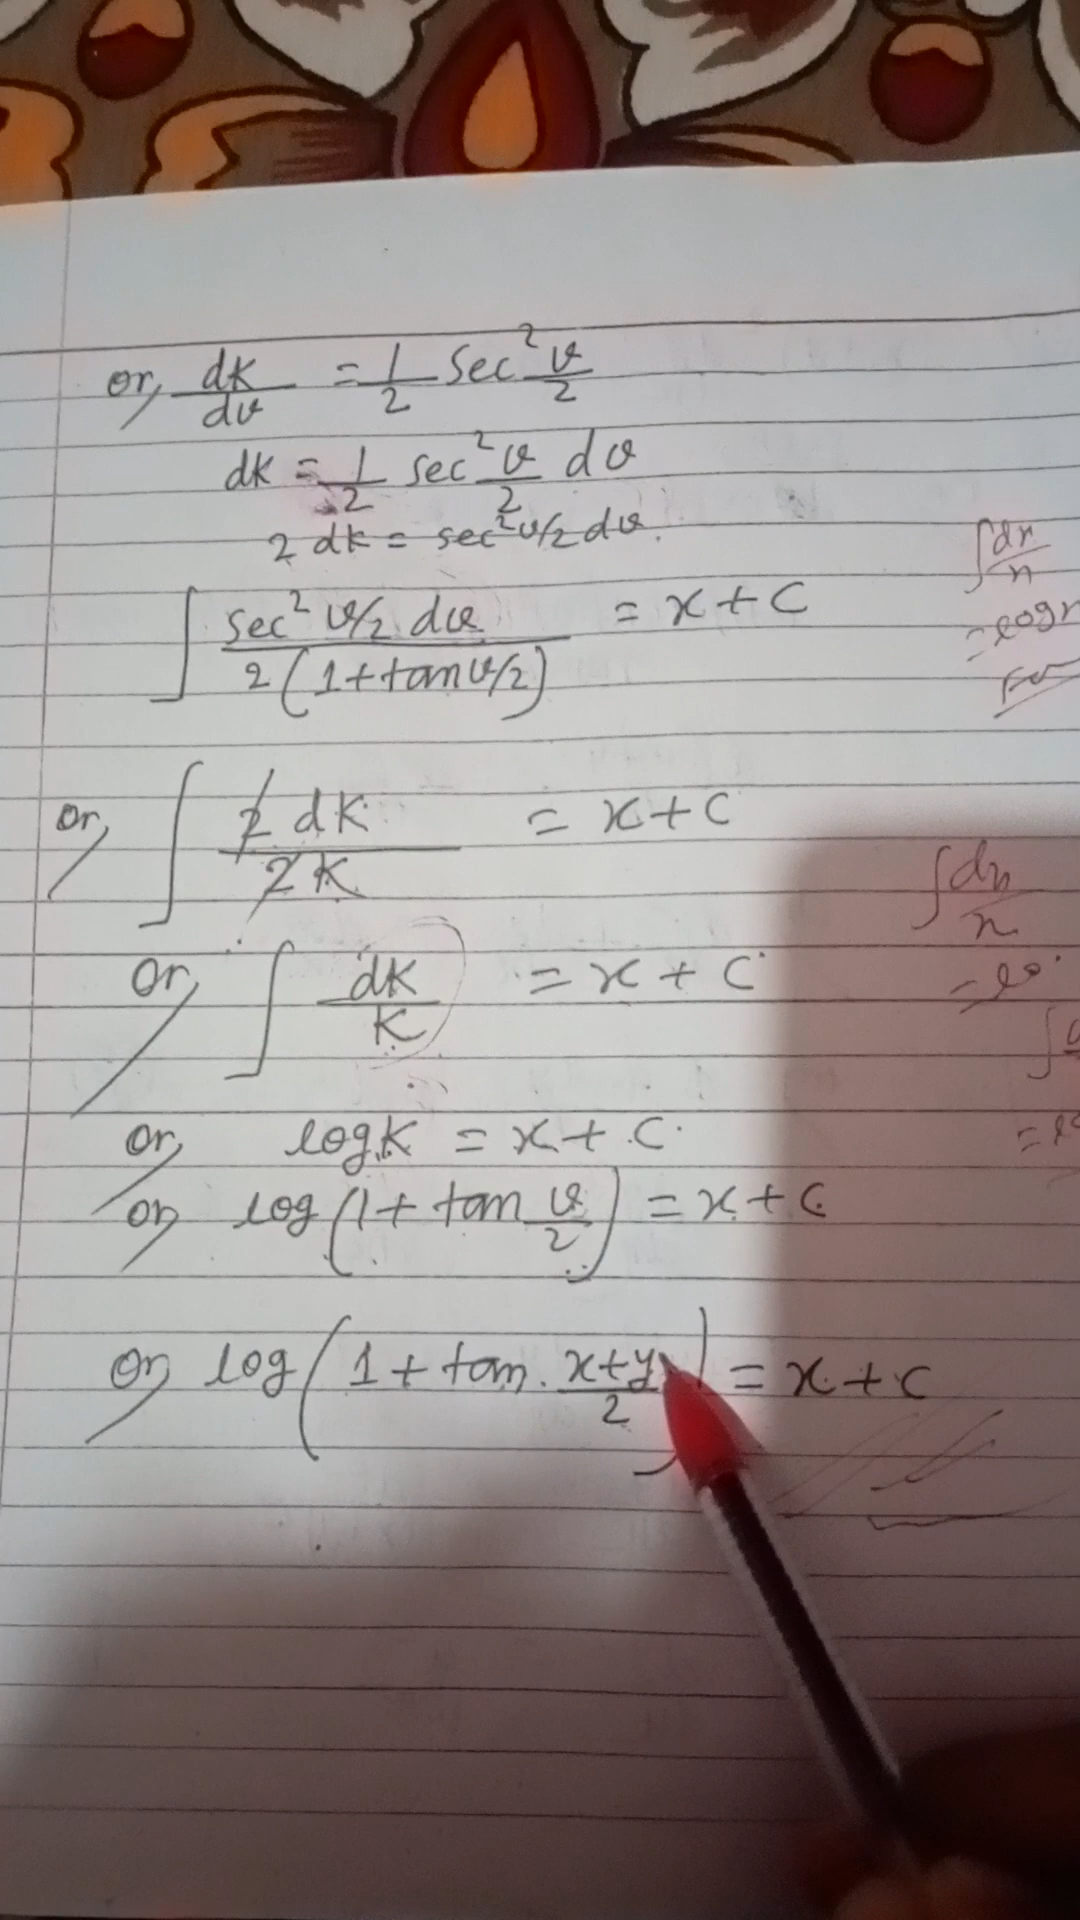 or, dk/dv = 1/2 sec² v/2
dk = 1/2 sec² v/2 dv
2 dk = sec² v/2 dv.
∫ sec² v/2 dv / 2(1+tan v/2) = x + c
∫ dx/x
= log
or, ∫ 2 dk / 2k = x + c
∫ dx/x
or, ∫ dk/k = x + c
or, log k = x + c
or, log (1 + tan v/2) = x + c
or, log (1 + tan x+y/2) = x + c